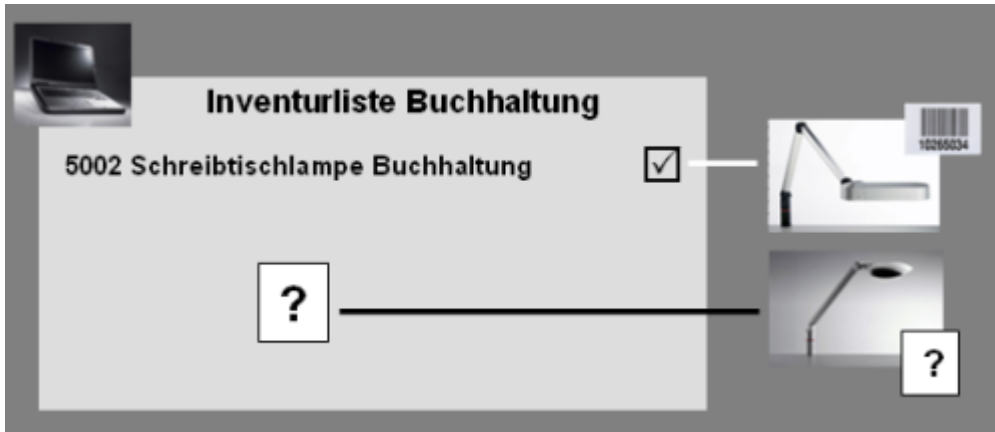 Inventurliste Buchhaltung
10265034
5002 Schreibtischlampe Buchhaltung
?
?